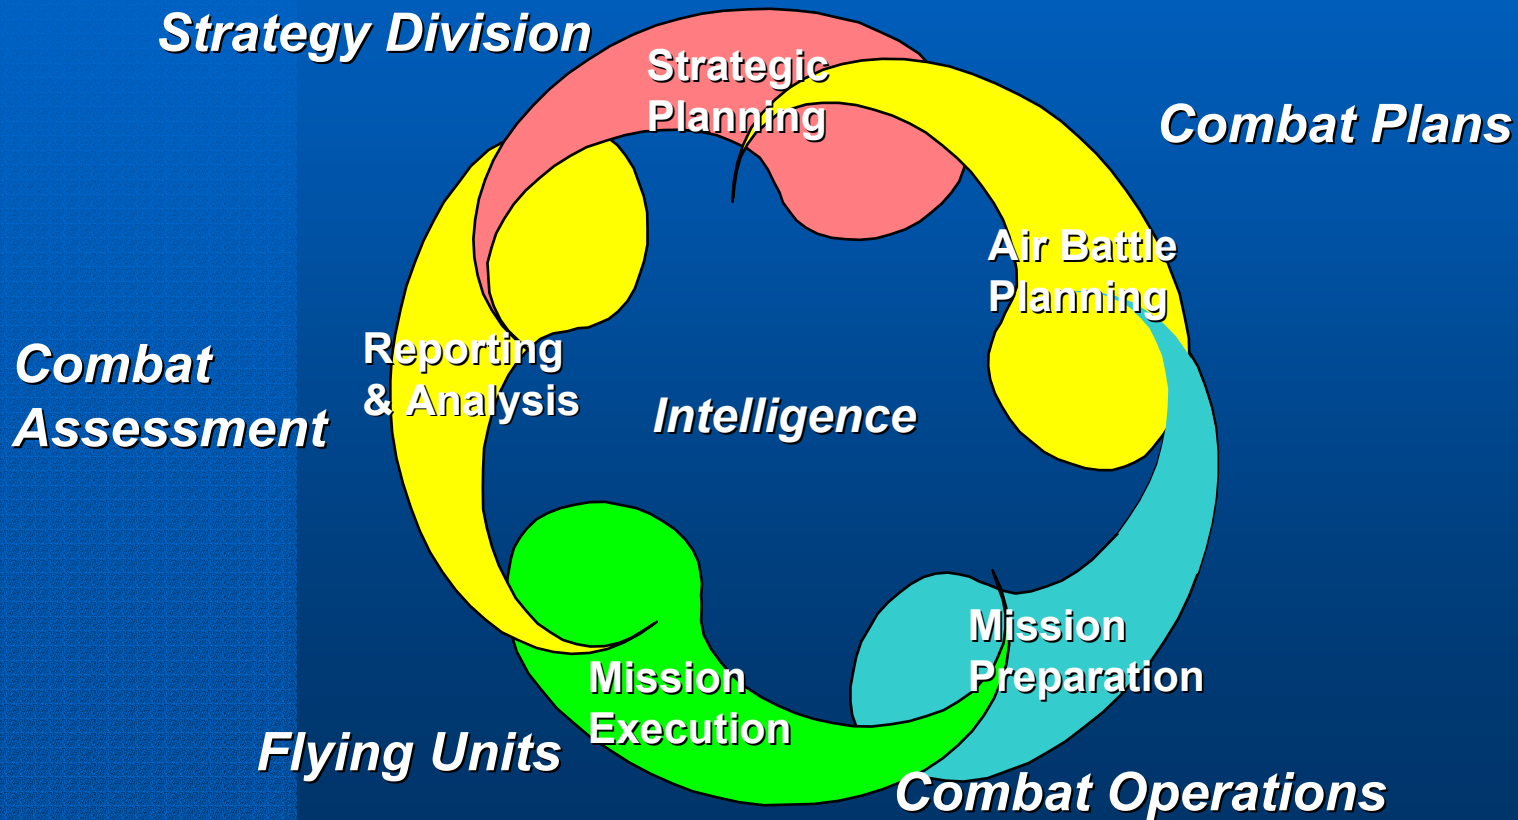 Strategy Division
Strategic
Planning
Combat Plans
Air Battle
Planning
Combat
Assessment
Reporting
& Analysis
Intelligence
Mission
Preparation
Mission
Execution
Flying Units
Combat Operations